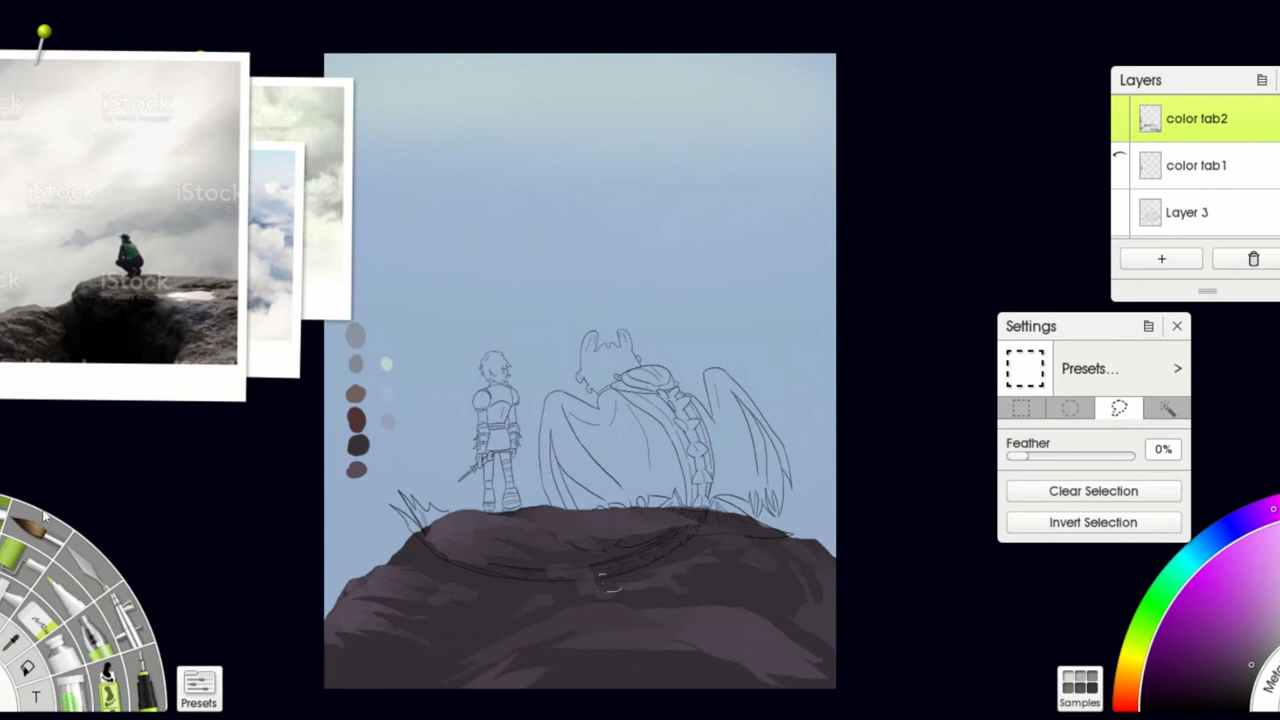 iStock
iStock
iStock
iStock
Layers
color tab2
color tab1
Layer 3
+
Settings
Presets...
>
Feather
0%
Clear Selection
Invert Selection
T
Presets
Samples